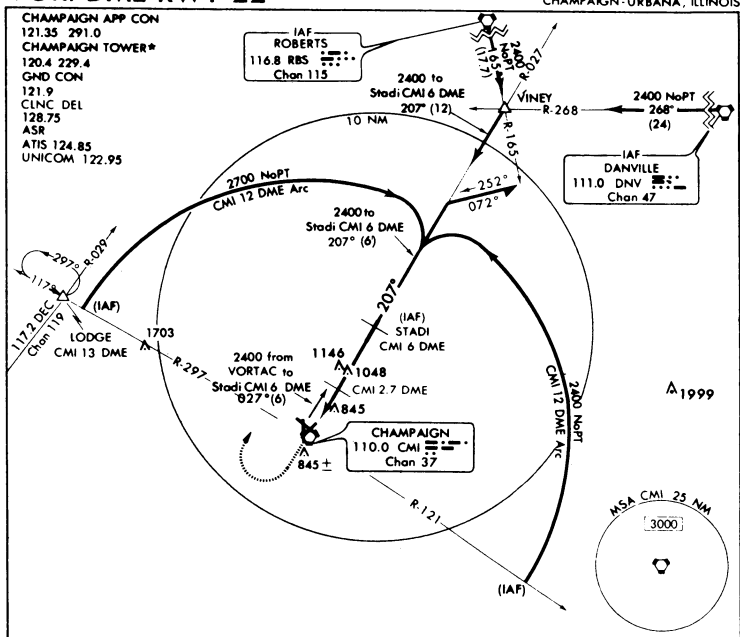 CHAMPAIGN-URBANA, ILLINOIS
CHAMPAIGN APP CON
121.35 291.0
CHAMPAIGN TOWER*
120.4 229.4
GND CON
121.9
CLNC DEL
128.75
ASR
ATIS 124.85
UNICOM 122.95
IAF
ROBERTS
116.8 RBS
Chan 115
2400
NoPT
165°
(17.7)
R-027
2400 to
Stadi CMI 6 DME
207° (12)
VINEY
R-268
2400 NoPT
268°
(24)
R-165
IAF
DANVILLE
111.0 DNV
Chan 47
10 NM
2700 NoPT
CMI 12 DME Arc
252°
072°
2400 to
Stadi CMI 6 DME
207° (6)
207°
297°
117°
R-029
(IAF)
117.2 DEC
Chan 119
LODGE
CMI 13 DME
1703
R-297
(IAF)
STADI
CMI 6 DME
2400 from
VORTAC to
Stadi CMI 6 DME
027° (6)
1146
1048
CMI 2.7 DME
845
2400 NoPT
CMI 12 DME Arc
1999
CHAMPAIGN
110.0 CMI
Chan 37
845 ±
R-121
(IAF)
MSA CMI 25 NM
3000